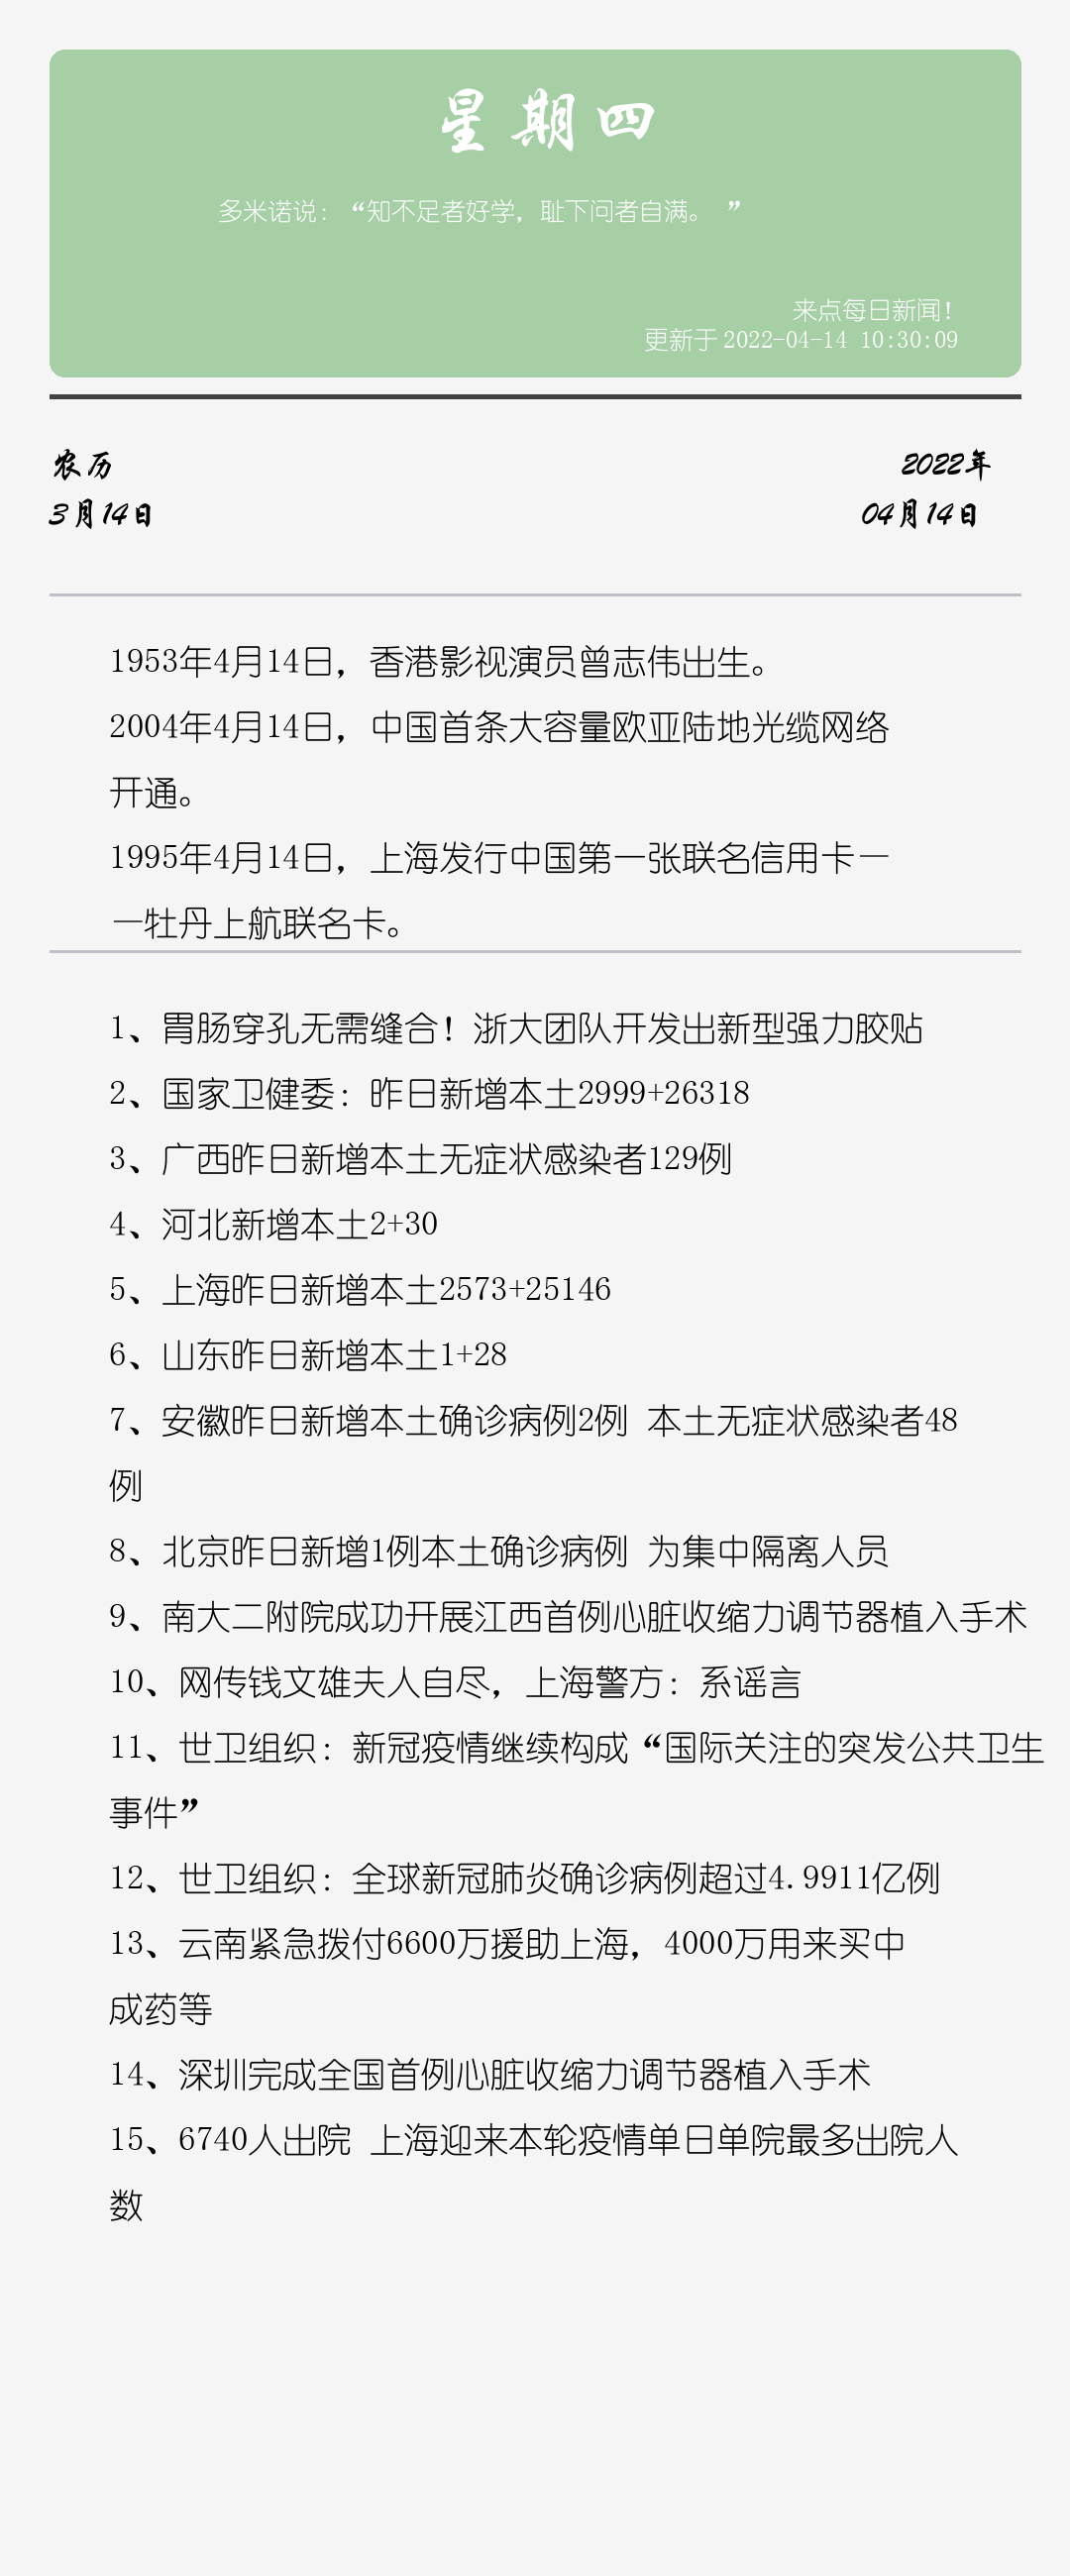 星期四
多米诺说：“知不足者好学，耻下问者自满。”
来点每日新闻！
更新于 2022-04-14 10:30:09
农历
2022年
3月14日
04月14日
1953年4月14日，香港影视演员曾志伟出生。
2004年4月14日，中国首条大容量欧亚陆地光缆网络
开通。
1995年4月14日，上海发行中国第一张联名信用卡—
—牡丹上航联名卡。
1、胃肠穿孔无需缝合！浙大团队开发出新型强力胶贴
2、国家卫健委：昨日新增本土2999+26318
3、广西昨日新增本土无症状感染者129例
4、河北新增本土2+30
5、上海昨日新增本土2573+25146
6、山东昨日新增本土1+28
7、安徽昨日新增本土确诊病例2例 本土无症状感染者48
例
8、北京昨日新增1例本土确诊病例 为集中隔离人员
9、南大二附院成功开展江西首例心脏收缩力调节器植入手术
10、网传钱文雄夫人自尽，上海警方：系谣言
11、世卫组织：新冠疫情继续构成“国际关注的突发公共卫生
事件”
12、世卫组织：全球新冠肺炎确诊病例超过4.9911亿例
13、云南紧急拨付6600万援助上海，4000万用来买中
成药等
14、深圳完成全国首例心脏收缩力调节器植入手术
15、6740人出院 上海迎来本轮疫情单日单院最多出院人
数